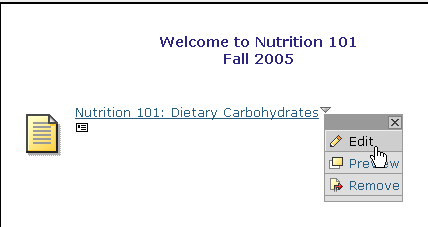 Welcome to Nutrition 101
Fall 2005
Nutrition 101: Dietary Carbohydrates
Edit
Preview
Remove